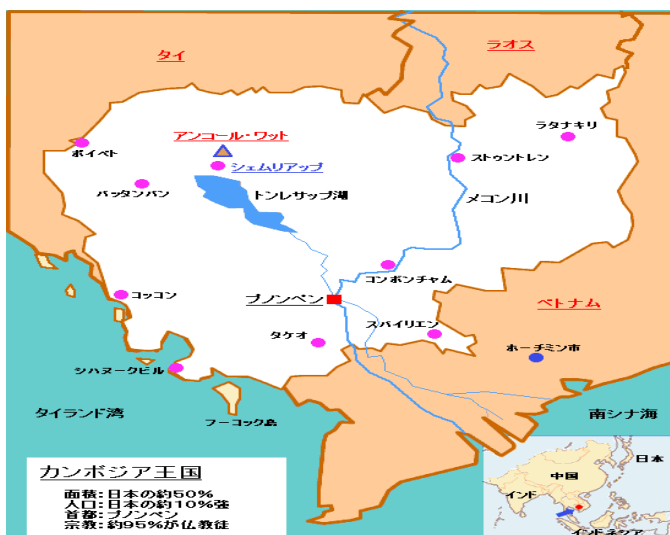 タイ
ラオス
アンコール・ワット
ラタナキリ
ポイペト
シェムリアップ
ストゥントレン
バッタンバン
トンレサップ湖
メコン川
コンポンチャム
コッコン
プノンペン
ベトナム
スバイリエン
タケオ
ホーチミン市
シハヌークビル
タイランド湾
フーコック島
南シナ海
カンボジア王国
面積：日本の約50%
人口：日本の約10%強
首都：プノンペン
宗教：約95%が仏教徒
日本
中国
インド
インドネシア